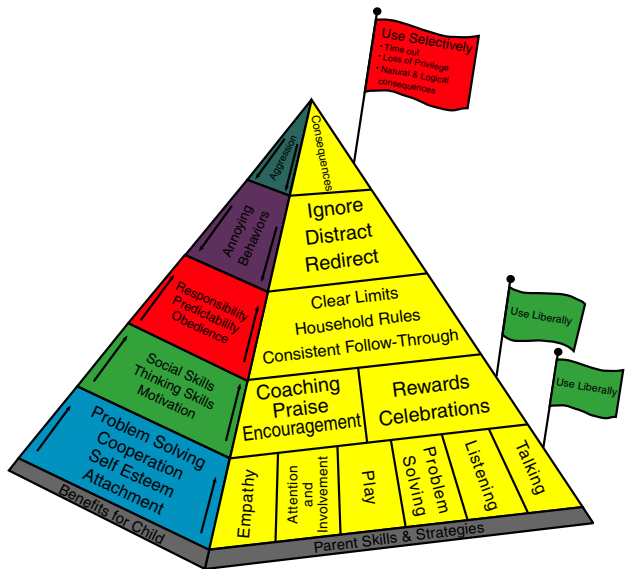 Use Selectively
· Time out
· Loss of Privilege
· Natural & Logical
consequences
Aggression
Consequences
Annoying
Behaviors
Ignore
Distract
Redirect
Responsibility
Predictability
Obedience
Clear Limits
Household Rules
Consistent Follow-Through
Use Liberally
Social Skills
Thinking Skills
Motivation
Coaching
Praise
Encouragement
Rewards
Celebrations
Use Liberally
Problem Solving
Cooperation
Self Esteem
Attachment
Empathy
Attention
and
Involvement
Play
Problem
Solving
Listening
Talking
Benefits for Child
Parent Skills & Strategies